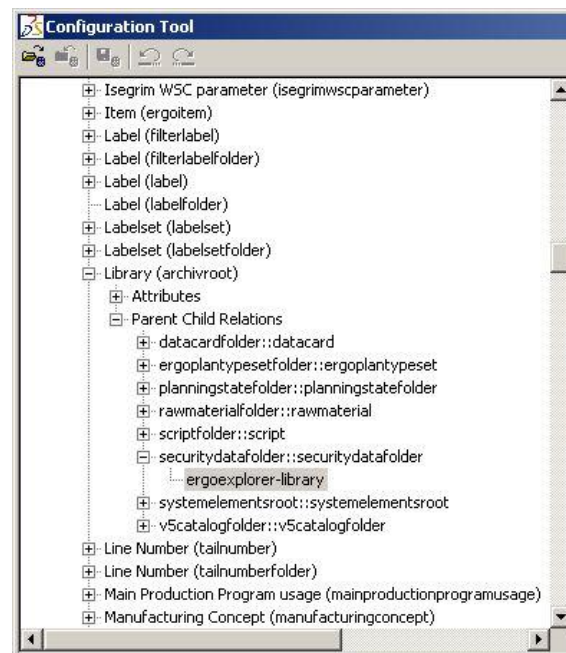 Configuration Tool
Isegrim WSC parameter (isegrimwscparameter)
Item (ergoitem)
Label (filterlabel)
Label (filterlabelfolder)
Label (label)
Label (labelfolder)
Labelset (labelset)
Labelset (labelsetfolder)
Library (archivroot)
Attributes
Parent Child Relations
datacardfolder::datacard
ergoplantypesetfolder::ergoplantypeset
planningstatefolder::planningstatefolder
rawmaterialfolder::rawmaterial
scriptfolder::script
securitydatafolder::securitydatafolder
ergoexplorer-library
systemelementsroot::systemelementsroot
v5catalogfolder::v5catalogfolder
Line Number (tailnumber)
Line Number (tailnumberfolder)
Main Production Program usage (mainproductionprogramusage)
Manufacturing Concept (manufacturingconcept)